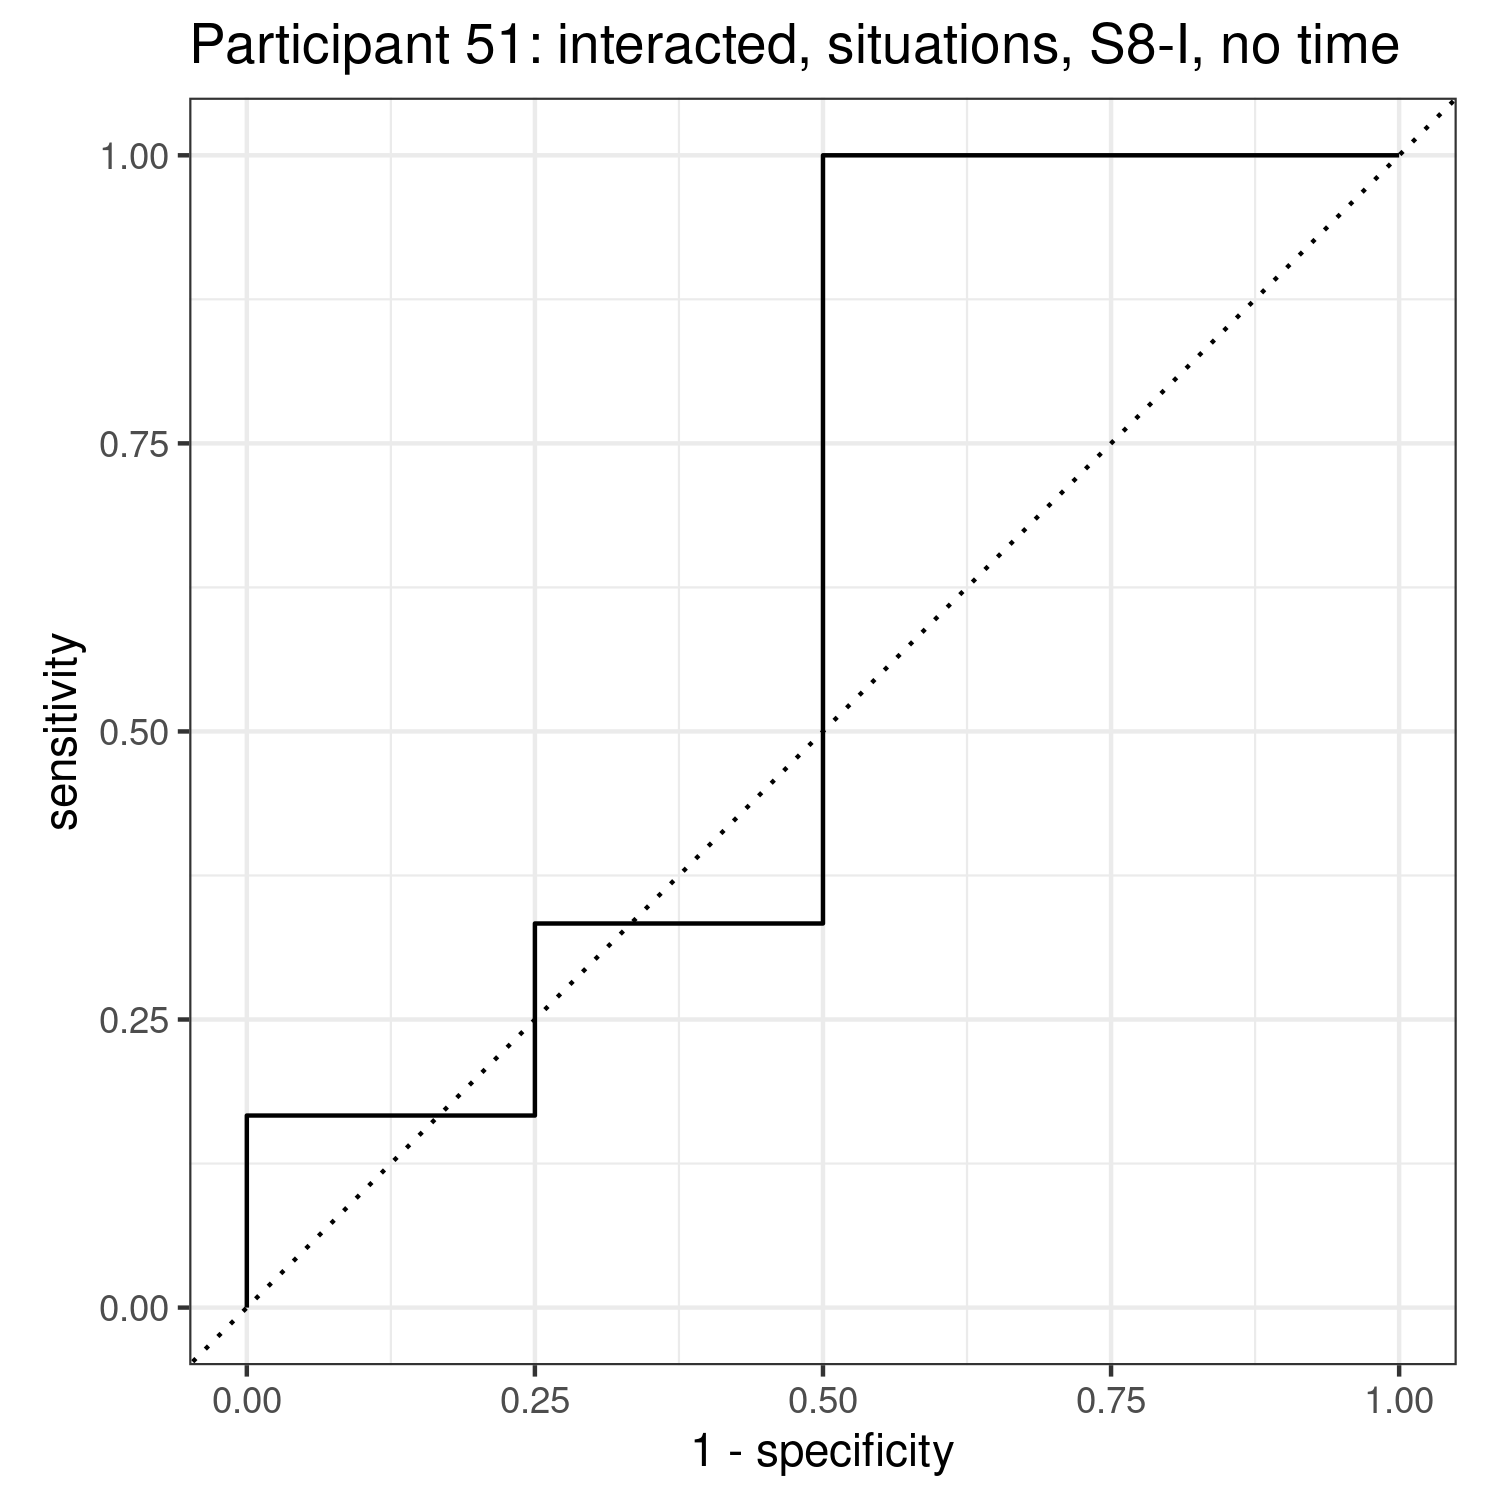 Participant 51: interacted, situations, S8-I, no time
1.00
0.75
0.50
0.25
0.00
sensitivity
0.00 0.25 0.50 0.75 1.00
1 - specificity